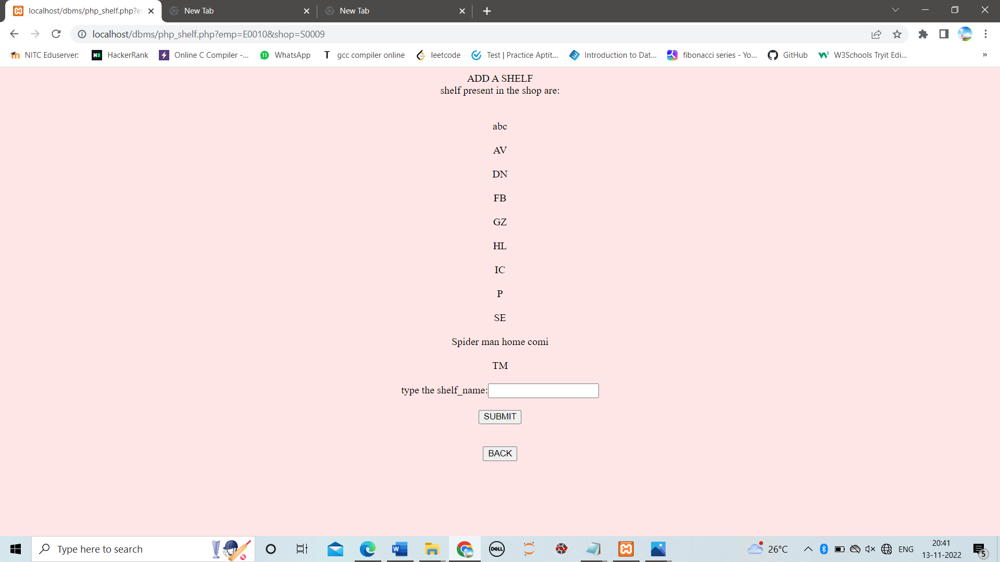 localhost/dbms/php_shelf.php?e
New Tab
New Tab
localhost/dbms/php_shelf.php?emp=E0010&shop=S0009
NITC Eduserver:
HackerRank
Online C Compiler -...
11
WhatsApp
T
gcc compiler online
leetcode
Test | Practice Aptit...
Introduction to Dat...
fibonacci series - Yo...
GitHub
W3Schools Tryit Edi...
»
ADD A SHELF
shelf present in the shop are:
abc
AV
DN
FB
GZ
HL
IC
P
SE
Spider man home comi
TM
type the shelf_name:
SUBMIT
BACK
Type here to search
DELL
26°C
ENG
20:41
13-11-2022
5